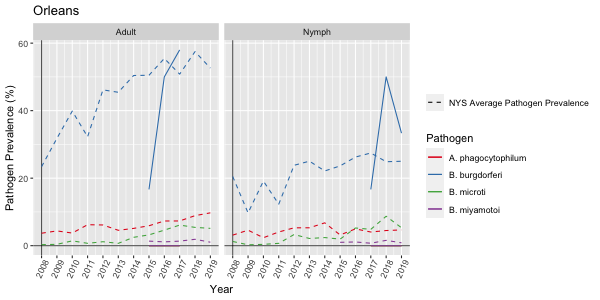 Orleans
Adult Nymph
Pathogen Prevalence (%)
60
40
20
0
2008 2009 2010 2011 2012 2013 2014 2015 2016 2017 2018 2019 2008 2009 2010 2011 2012 2013 2014 2015 2016 2017 2018 2019
Year
NYS Average Pathogen Prevalence
Pathogen
A. phagocytophilum
B. burgdorferi
B. microti
B. miyamotoi